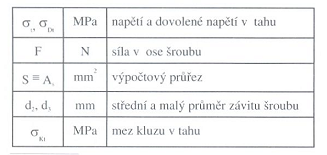 σt, σDt MPa napětí a dovolené napětí v tahu
F N síla v ose šroubu
S ≡ As mm² výpočtový průřez
d₂, d₃ mm střední a malý průměr závitu šroubu
σKt MPa mez kluzu v tahu